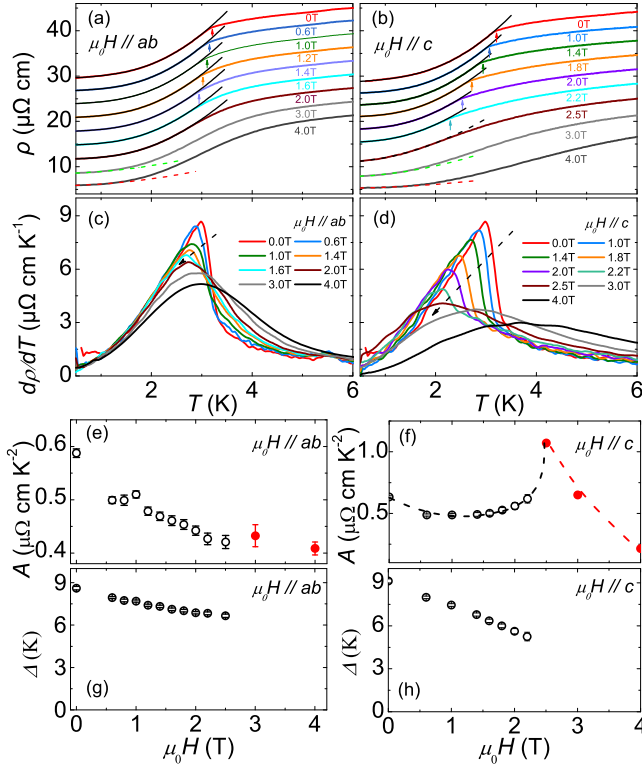 (a)
μ₀H // ab
0T
0.6T
1.0T
1.2T
1.4T
1.6T
2.0T
3.0T
4.0T
40
30
20
10
ρ (μΩ cm)
(b)
μ₀H // c
0T
1.0T
1.4T
1.8T
2.0T
2.2T
2.5T
3.0T
4.0T
(c)
μ₀H // ab
0.0T 0.6T
1.0T 1.4T
1.6T 2.0T
3.0T 4.0T
9
6
3
0
dρ/dT (μΩ cm K⁻¹)
2 4 6
T (K)
(d)
μ₀H // c
0.0T 1.0T
1.4T 1.8T
2.0T 2.2T
2.5T 3.0T
4.0T
1 2 3 4 5 6
T (K)
(e)
μ₀H // ab
0.6
0.5
0.4
A (μΩ cm K⁻²)
(f)
μ₀H // c
1.0
0.5
0.0
A (μΩ cm K⁻²)
μ₀H // ab
9
6
3
0
Δ (K)
(g)
0 1 2 3 4
μ₀H (T)
μ₀H // c
9
6
3
0
Δ (K)
(h)
0 1 2 3 4
μ₀H (T)